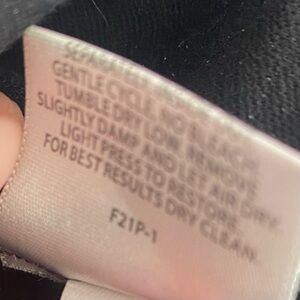 GENTLE CYCLE. NO BLEACH.
TUMBLE DRY LOW. REMOVE
SLIGHTLY DAMP AND LET AIR DRY.
LIGHT PRESS TO RESTORE.
FOR BEST RESULTS DRY CLEAN.
F21P-1